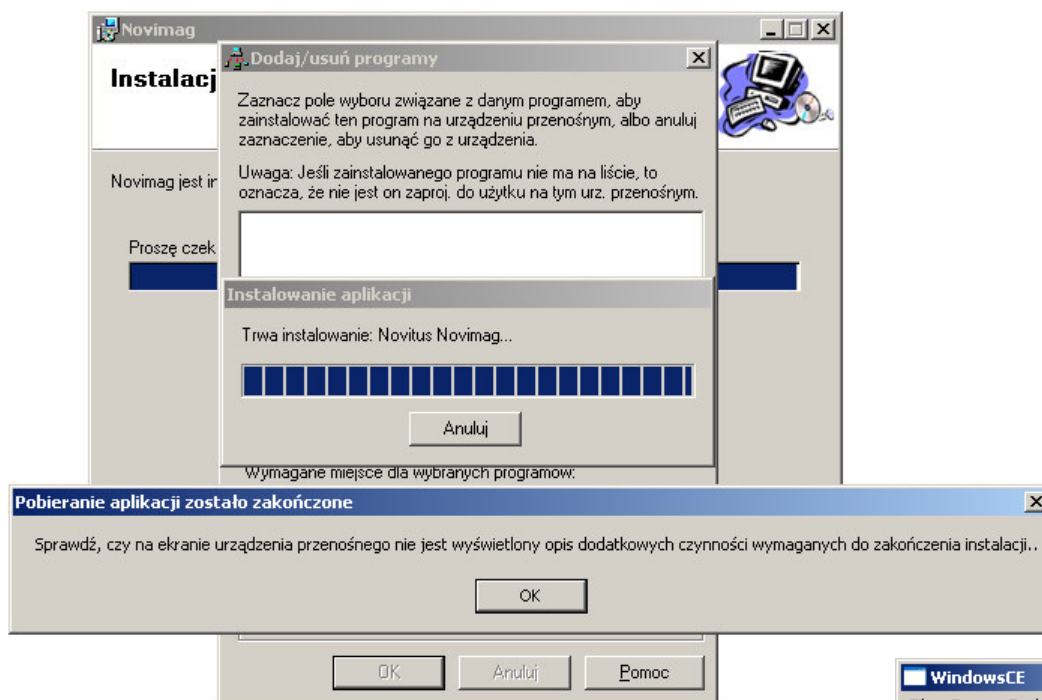 Novimag
Instalacj
Dodaj/usuń programy
Zaznacz pole wyboru związane z danym programem, aby
zainstalować ten program na urządzeniu przenośnym, albo anuluj
zaznaczenie, aby usunąć go z urządzenia.
Novimag jest in
Uwaga: Jeśli zainstalowanego programu nie ma na liście, to
oznacza, że nie jest on zaproj. do użytku na tym urz. przenośnym.
Proszę czek
Instalowanie aplikacji
Trwa instalowanie: Novitus Novimag...
Anuluj
Wymagane miejsce dla wybranych programów:
Pobieranie aplikacji zostało zakończone
Sprawdź, czy na ekranie urządzenia przenośnego nie jest wyświetlony opis dodatkowych czynności wymaganych do zakończenia instalacji..
OK
OK
Anuluj
Pomoc
WindowsCE